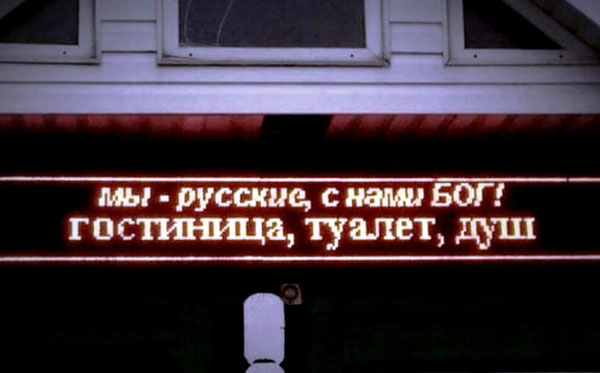 мы - русские, с нами БОГ!
гостиница, туалет, душ